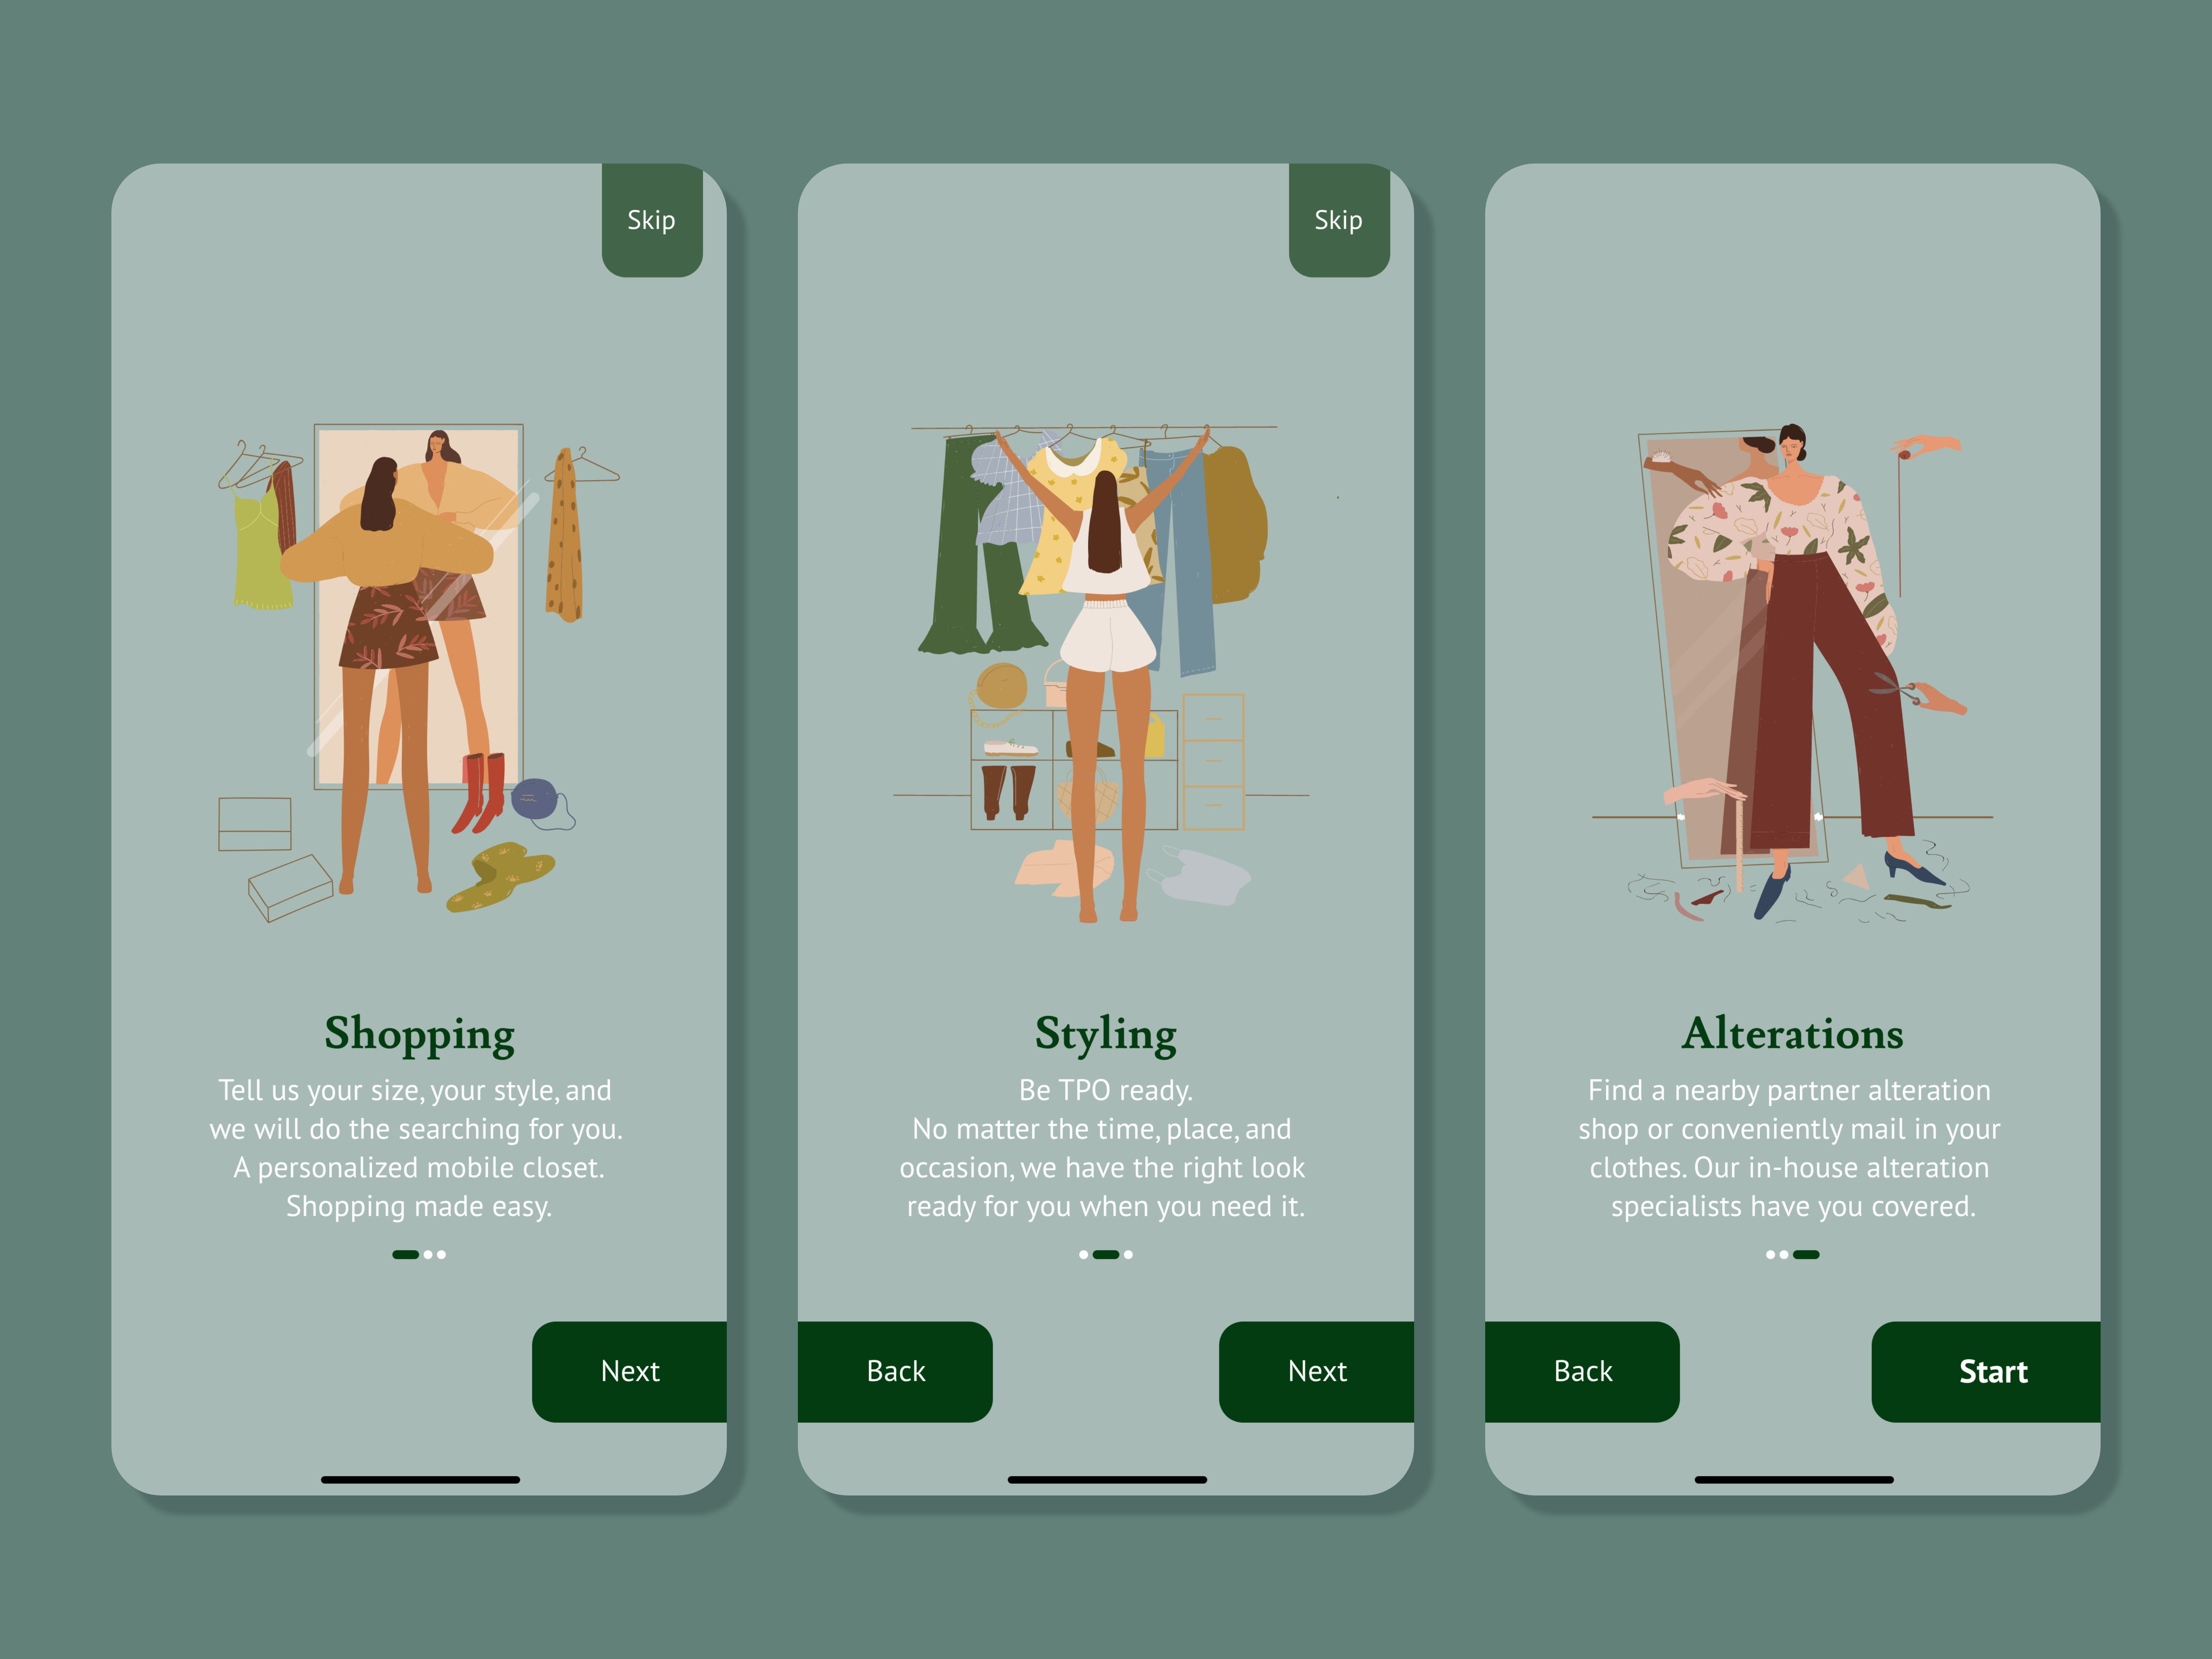 Skip
Shopping
Tell us your size, your style, and
we will do the searching for you.
A personalized mobile closet.
Shopping made easy.
Next
Skip
Styling
Be TPO ready.
No matter the time, place, and
occasion, we have the right look
ready for you when you need it.
Back
Next
Alterations
Find a nearby partner alteration
shop or conveniently mail in your
clothes. Our in-house alteration
specialists have you covered.
Back
Start